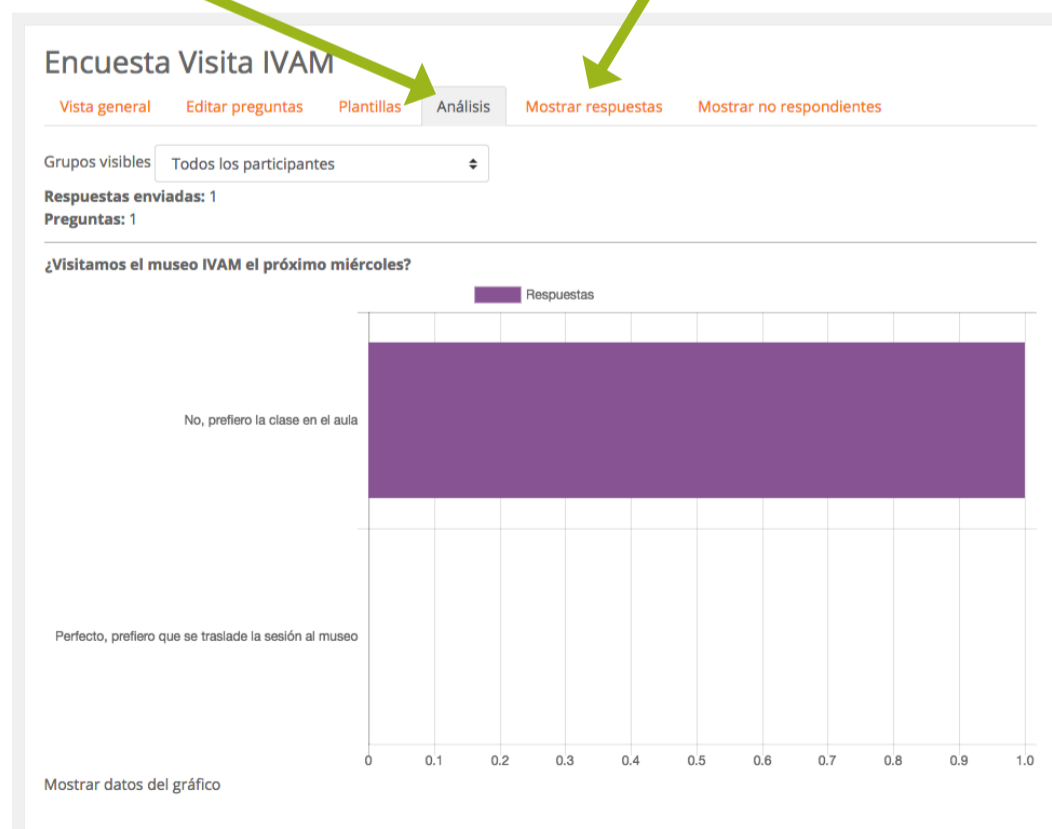 Encuesta Visita IVAM
Vista general Editar preguntas Plantillas Análisis Mostrar respuestas Mostrar no respondientes
Grupos visibles Todos los participantes
Respuestas enviadas: 1
Preguntas: 1
¿Visitamos el museo IVAM el próximo miércoles?
Respuestas
No, prefiero la clase en el aula
Perfecto, prefiero que se traslade la sesión al museo
0 0.1 0.2 0.3 0.4 0.5 0.6 0.7 0.8 0.9 1.0
Mostrar datos del gráfico